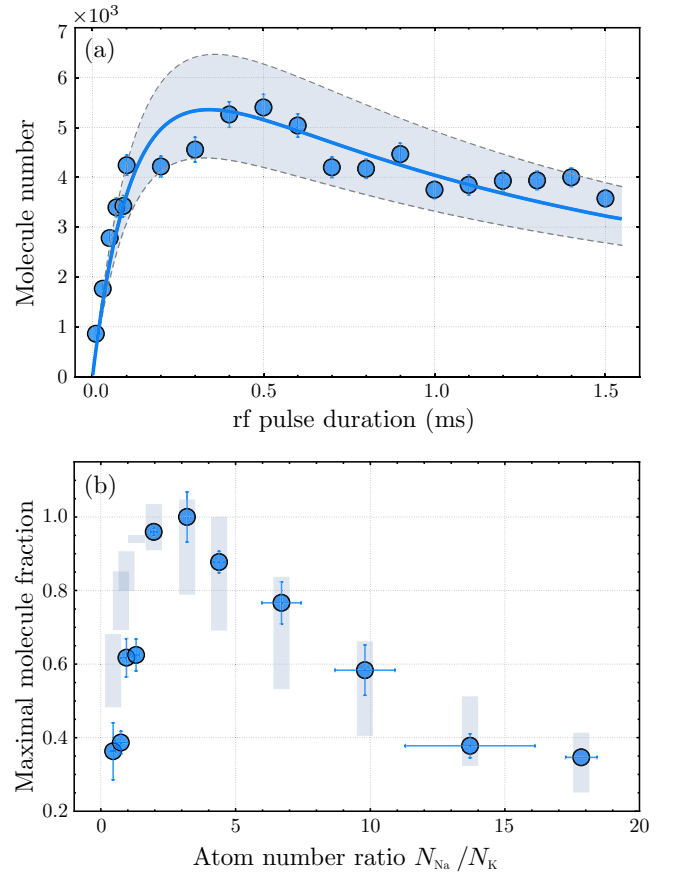 ×10³
(a)
7
6
5
4
3
2
1
0
Molecule number
0.0 0.5 1.0 1.5
rf pulse duration (ms)
(b)
1.0
0.8
0.6
0.4
0.2
Maximal molecule fraction
0 5 10 15 20
Atom number ratio N_Na/N_K